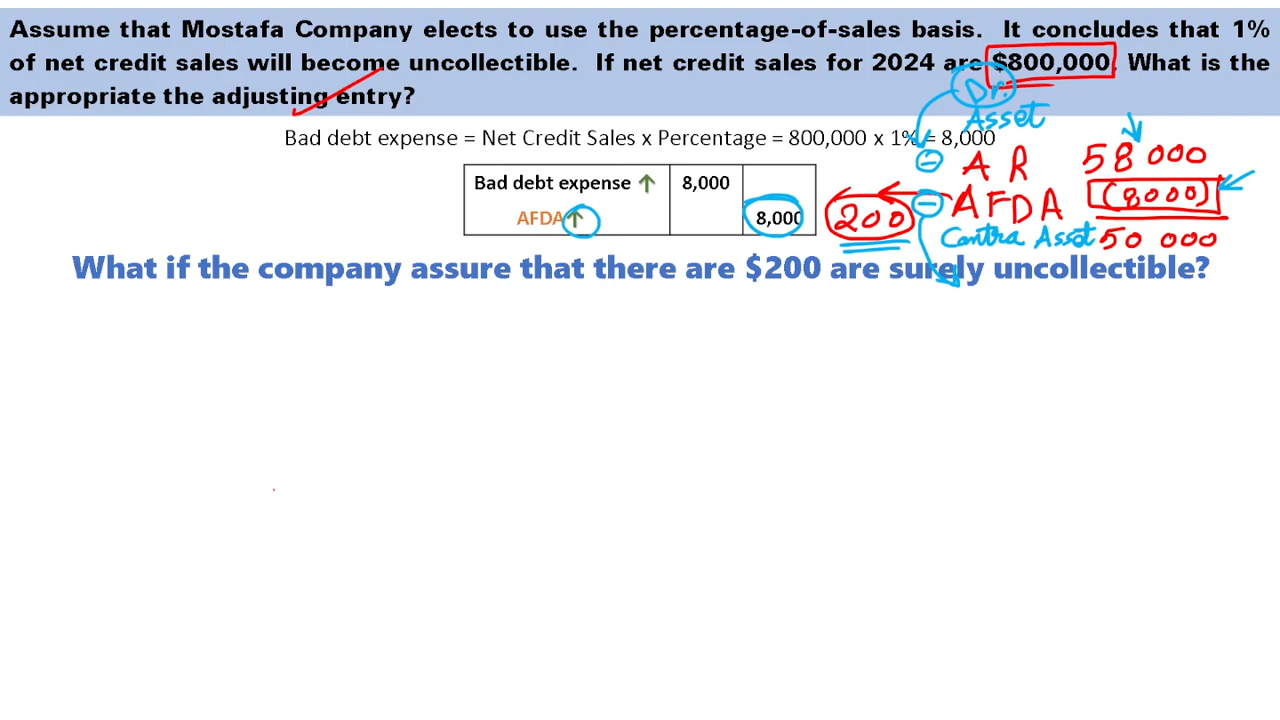 Assume that Mostafa Company elects to use the percentage-of-sales basis. It concludes that 1%
of net credit sales will become uncollectible. If net credit sales for 2024 are $800,000. What is the
appropriate the adjusting entry?
Dr.
Asset
Bad debt expense = Net Credit Sales x Percentage = 800,000 x 1% = 8,000
- AR 58000
Bad debt expense ↑ 8,000
AFDA ↑ 8,000
200 - AFDA (8000)
Contra Asset 50 000
What if the company assure that there are $200 are surely uncollectible?